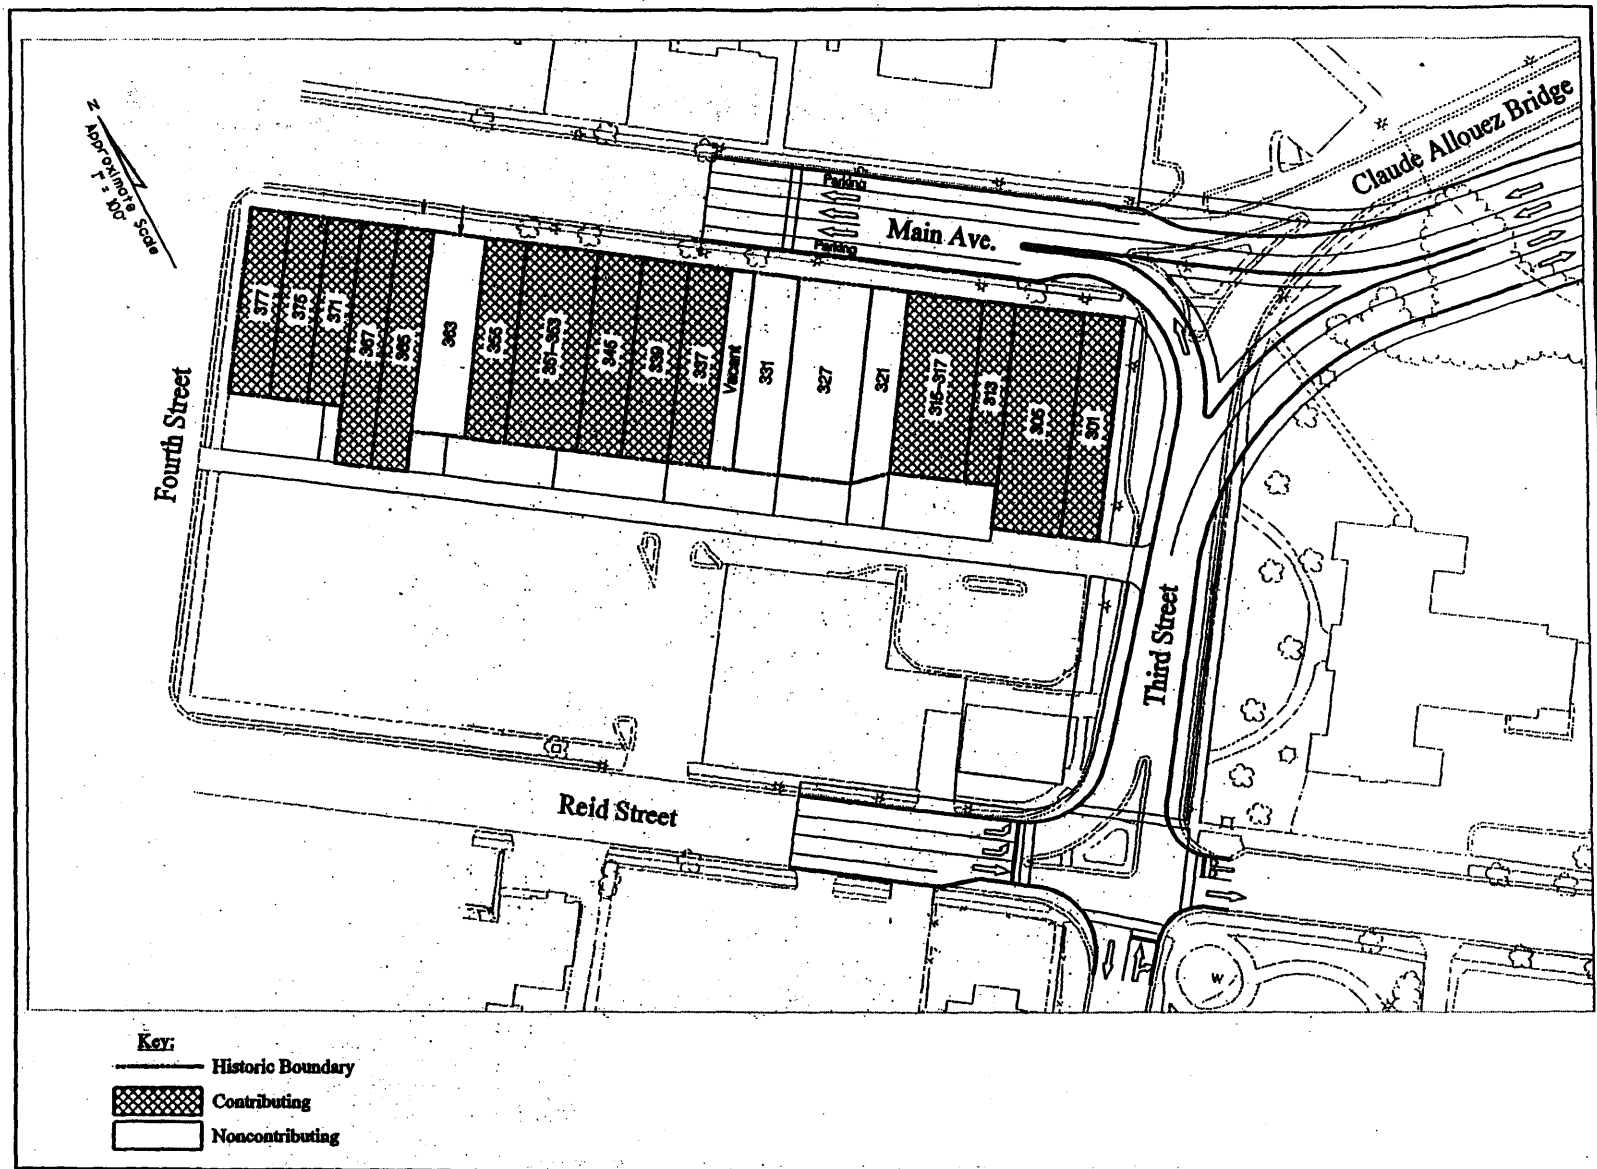 Z
Approximate Scale
1" = 100'
Claude Allouez Bridge
Parking
Main Ave.
Parking
377
375
371
367
365
363
355
351-353
345
339
337
Vacant
331
327
321
315-317
313
305
301
Fourth Street
Third Street
Reid Street
W
Key:
Historic Boundary
Contributing
Noncontributing